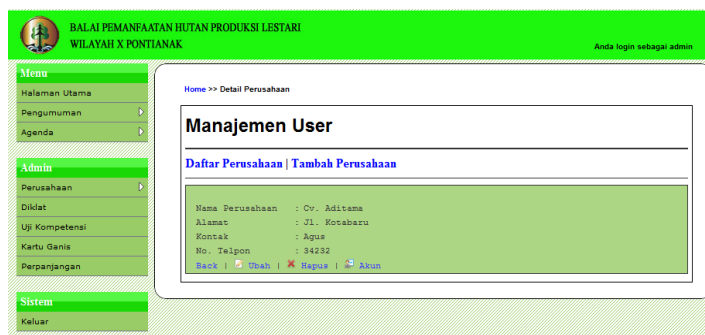 BALAI PEMANFAATAN HUTAN PRODUKSI LESTARI
WILAYAH X PONTIANAK
Anda login sebagai admin
Menu
Halaman Utama
Pengumuman
Agenda
Admin
Perusahaan
Diklat
Uji Kompetensi
Kartu Ganis
Perpanjangan
Sistem
Keluar
Home >> Detail Perusahaan
Manajemen User
Daftar Perusahaan | Tambah Perusahaan
Nama Perusahaan : Cv. Aditama
Alamat : Jl. Kotabaru
Kontak : Agus
No. Telpon : 34232
Back | Ubah | Hapus | Akun